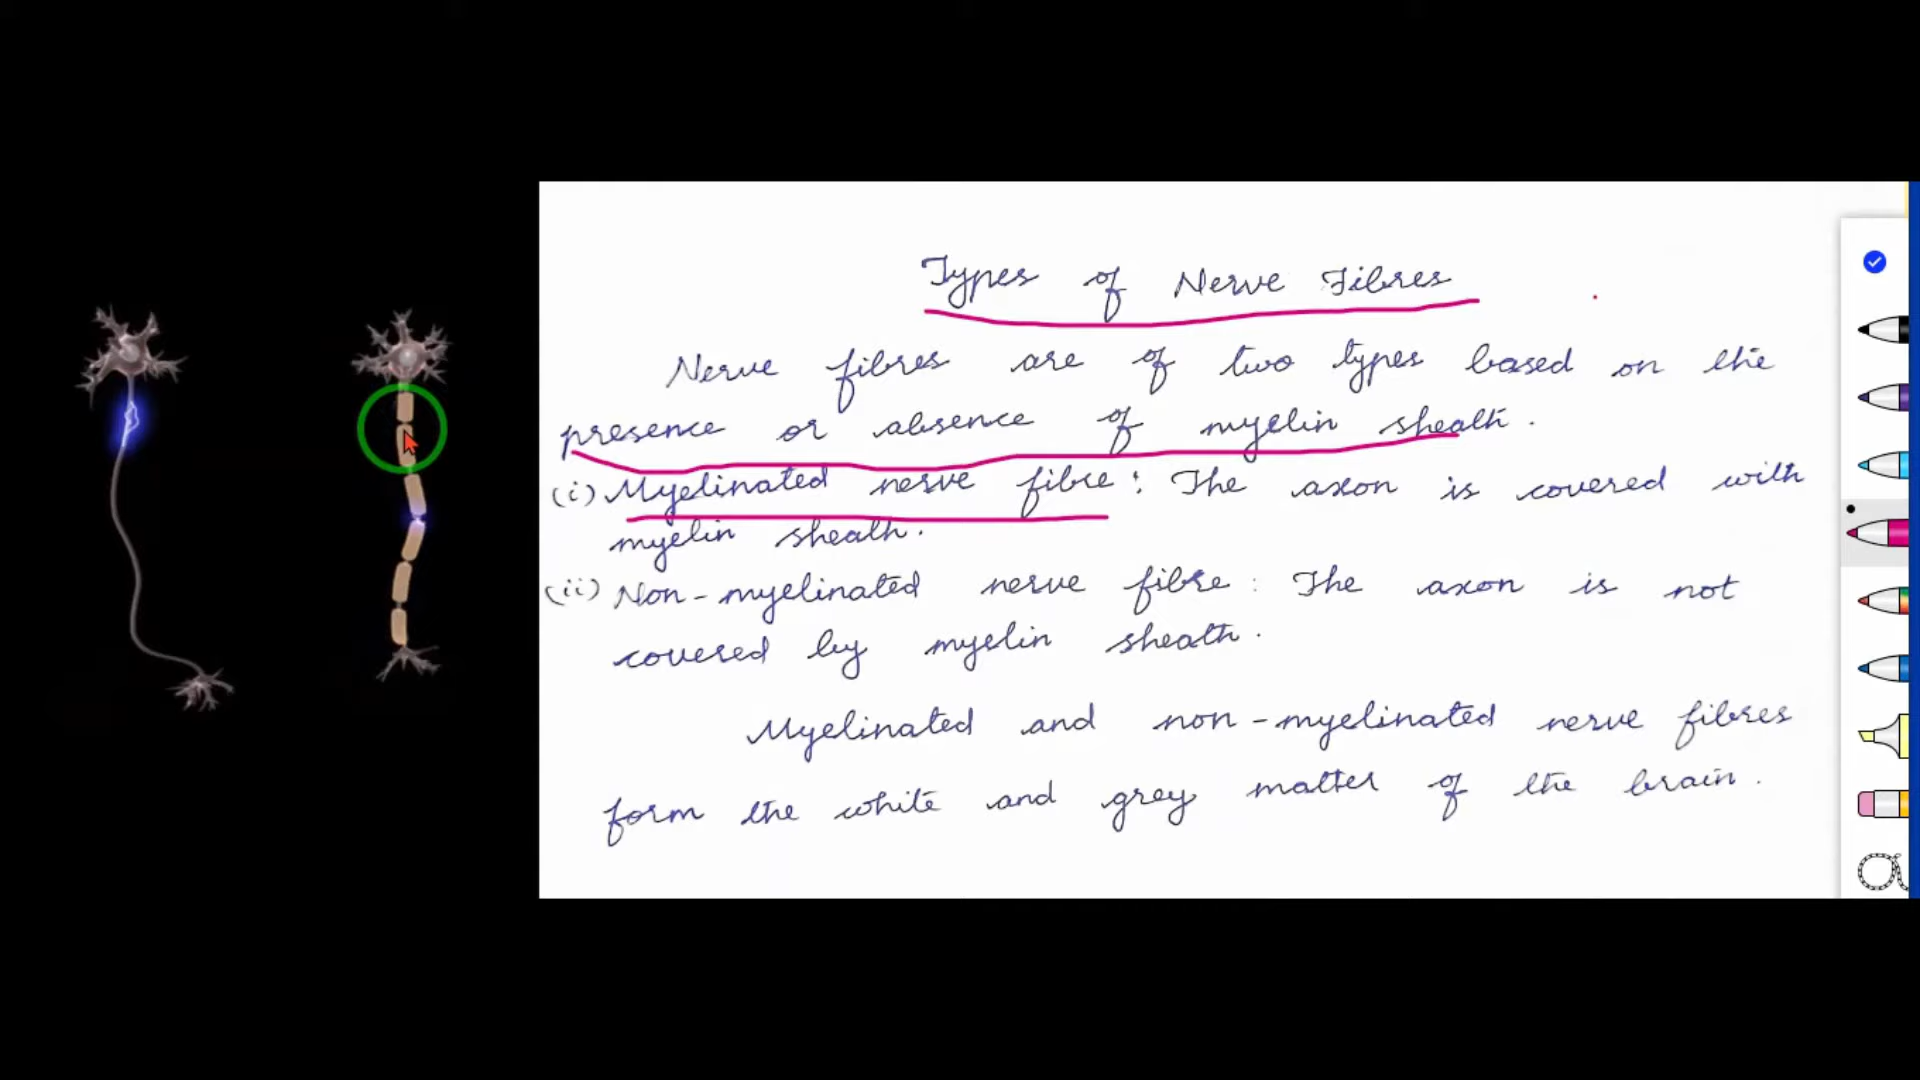 Types of Nerve Fibres
Nerve fibres are of two types based on the
presence or absence of myelin sheath.
(i) Myelinated nerve fibre: The axon is covered with
myelin sheath.
(ii) Non-myelinated nerve fibre: The axon is not
covered by myelin sheath.
Myelinated and non-myelinated nerve fibres
form the white and grey matter of the brain.